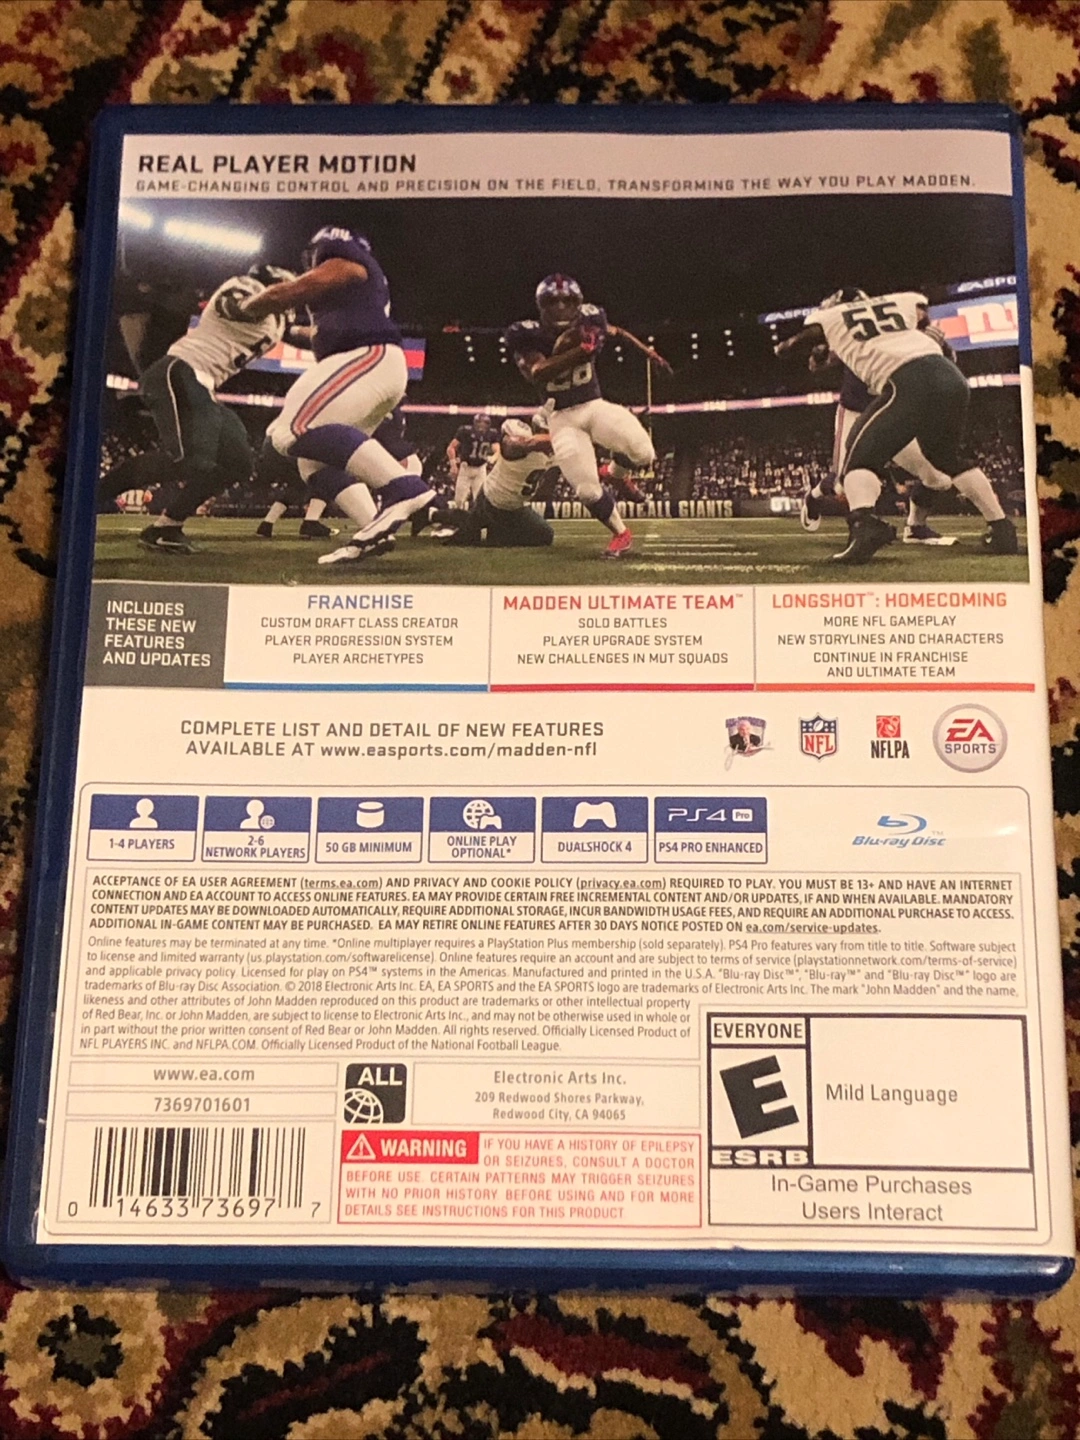 REAL PLAYER MOTION
GAME-CHANGING CONTROL AND PRECISION ON THE FIELD, TRANSFORMING THE WAY YOU PLAY MADDEN.
EASPO
EASPO
55
26
10
YORK FOOTBALL GIANTS
INCLUDES
THESE NEW
FEATURES
AND UPDATES
FRANCHISE
CUSTOM DRAFT CLASS CREATOR
PLAYER PROGRESSION SYSTEM
PLAYER ARCHETYPES
MADDEN ULTIMATE TEAM™
SOLO BATTLES
PLAYER UPGRADE SYSTEM
NEW CHALLENGES IN MUT SQUADS
LONGSHOT™: HOMECOMING
MORE NFL GAMEPLAY
NEW STORYLINES AND CHARACTERS
CONTINUE IN FRANCHISE
AND ULTIMATE TEAM
COMPLETE LIST AND DETAIL OF NEW FEATURES
AVAILABLE AT www.easports.com/madden-nfl
NFL
NFLPA
EA
SPORTS™
1-4 PLAYERS
2-6
NETWORK PLAYERS
50 GB MINIMUM
ONLINE PLAY
OPTIONAL*
DUALSHOCK 4
PS4 Pro
PS4 PRO ENHANCED
Blu-ray Disc™
ACCEPTANCE OF EA USER AGREEMENT (terms.ea.com) AND PRIVACY AND COOKIE POLICY (privacy.ea.com) REQUIRED TO PLAY. YOU MUST BE 13+ AND HAVE AN INTERNET
CONNECTION AND EA ACCOUNT TO ACCESS ONLINE FEATURES. EA MAY PROVIDE CERTAIN FREE INCREMENTAL CONTENT AND/OR UPDATES, IF AND WHEN AVAILABLE. MANDATORY
CONTENT UPDATES MAY BE DOWNLOADED AUTOMATICALLY, REQUIRE ADDITIONAL STORAGE, INCUR BANDWIDTH USAGE FEES, AND REQUIRE AN ADDITIONAL PURCHASE TO ACCESS.
ADDITIONAL IN-GAME CONTENT MAY BE PURCHASED. EA MAY RETIRE ONLINE FEATURES AFTER 30 DAYS NOTICE POSTED ON ea.com/service-updates.
Online features may be terminated at any time. *Online multiplayer requires a PlayStation Plus membership (sold separately). PS4 Pro features vary from title to title. Software subject
to license and limited warranty (us.playstation.com/softwarelicense). Online features require an account and are subject to terms of service (playstationnetwork.com/terms-of-service)
and applicable privacy policy. Licensed for play on PS4™ systems in the Americas. Manufactured and printed in the U.S.A. "Blu-ray Disc™", "Blu-ray™" and "Blu-ray Disc™" logo are
trademarks of Blu-ray Disc Association. © 2018 Electronic Arts Inc. EA, EA SPORTS and the EA SPORTS logo are trademarks of Electronic Arts Inc. The mark "John Madden" and the name,
likeness and other attributes of John Madden reproduced on this product are trademarks or other intellectual property
of Red Bear, Inc. or John Madden, are subject to license to Electronic Arts Inc., and may not be otherwise used in whole or
in part without the prior written consent of Red Bear or John Madden. All rights reserved. Officially Licensed Product of
NFL PLAYERS INC. and NFLPA.COM. Officially Licensed Product of the National Football League.
www.ea.com
7369701601
ALL
Electronic Arts Inc.
209 Redwood Shores Parkway,
Redwood City, CA 94065
0 14633 73697 7
WARNING IF YOU HAVE A HISTORY OF EPILEPSY
OR SEIZURES, CONSULT A DOCTOR
BEFORE USE. CERTAIN PATTERNS MAY TRIGGER SEIZURES
WITH NO PRIOR HISTORY. BEFORE USING AND FOR MORE
DETAILS SEE INSTRUCTIONS FOR THIS PRODUCT.
EVERYONE
E
ESRB
Mild Language
In-Game Purchases
Users Interact